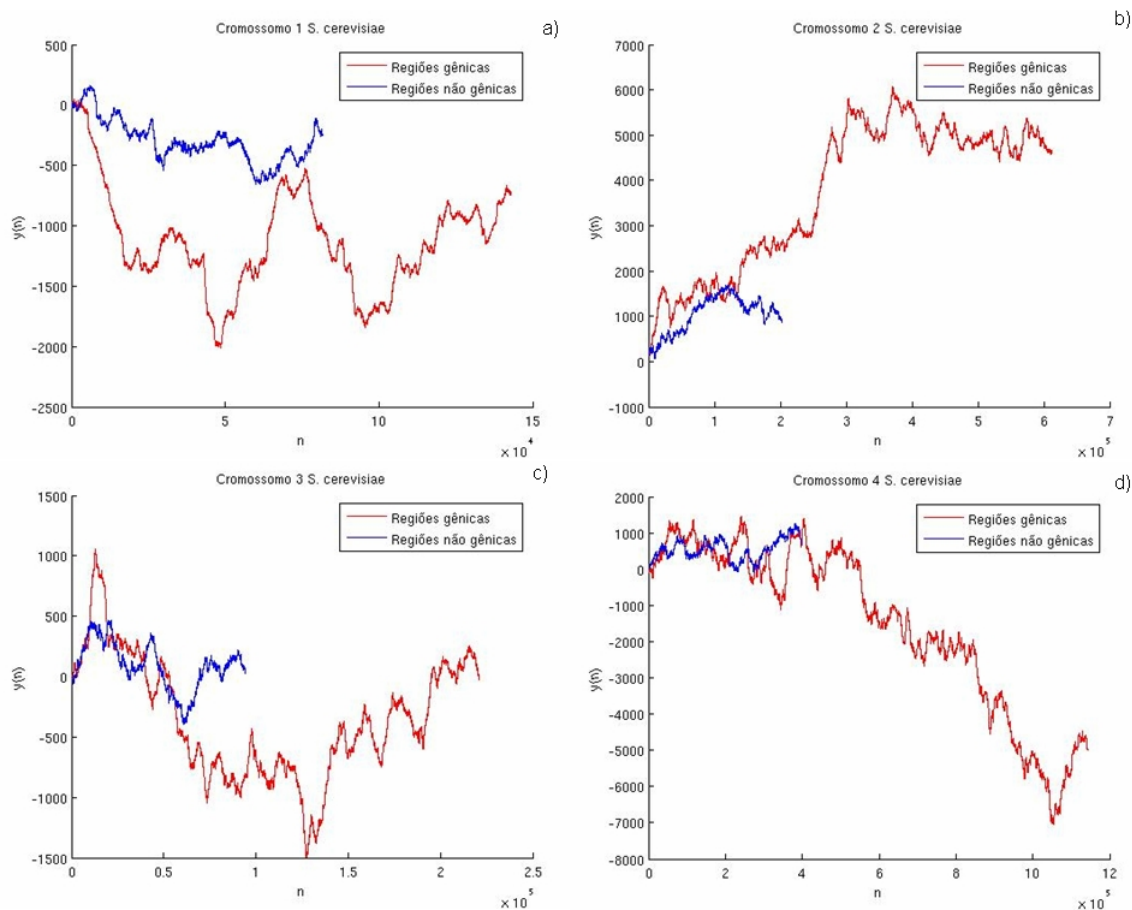 Cromossomo 1 S. cerevisiae
a)
500
0
-500
-1000
-1500
-2000
-2500
y(n)
Regiões gênicas
Regiões não gênicas
0
5
10
15
n
× 10^4
Cromossomo 2 S. cerevisiae
b)
7000
6000
5000
4000
3000
2000
1000
0
-1000
y(n)
Regiões gênicas
Regiões não gênicas
0
1
2
3
4
5
6
7
n
× 10^5
Cromossomo 3 S. cerevisiae
c)
1500
1000
500
0
-500
-1000
-1500
y(n)
Regiões gênicas
Regiões não gênicas
0
0.5
1
1.5
2
2.5
n
× 10^5
Cromossomo 4 S. cerevisiae
d)
2000
1000
0
-1000
-2000
-3000
-4000
-5000
-6000
-7000
-8000
y(n)
Regiões gênicas
Regiões não gênicas
0
2
4
6
8
10
12
n
× 10^5